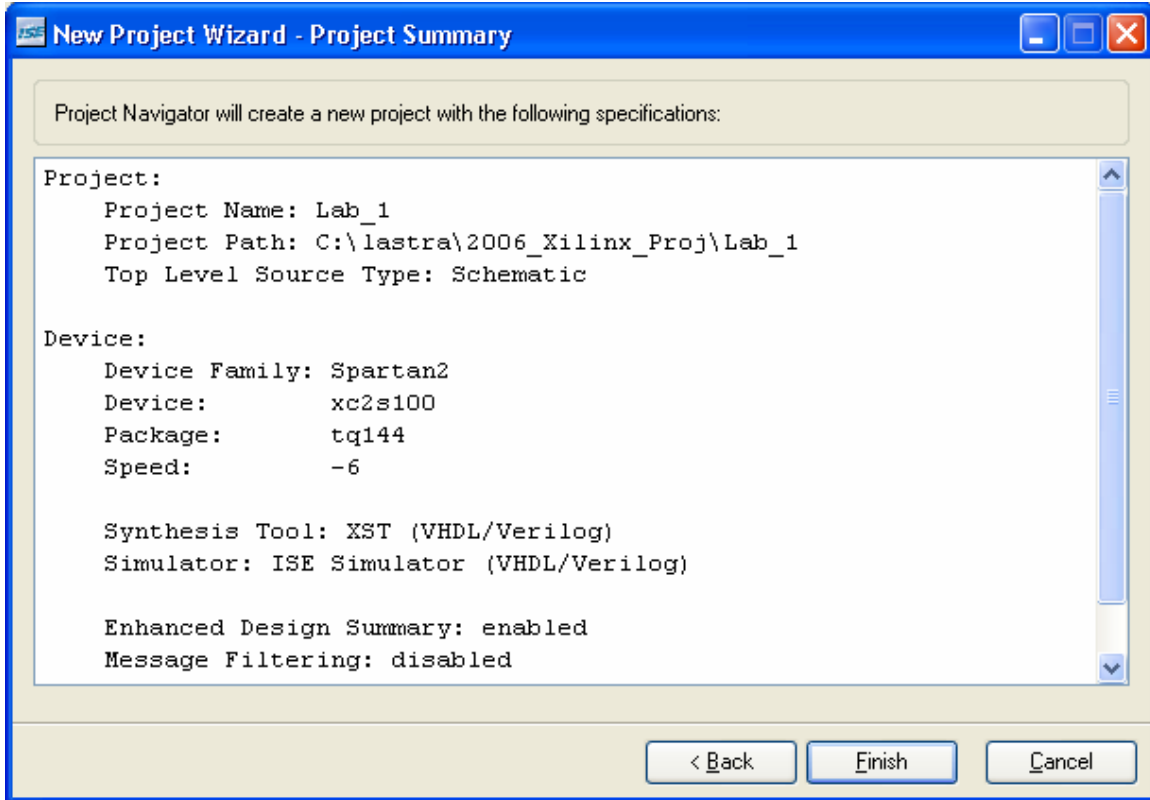 ISE New Project Wizard - Project Summary
Project Navigator will create a new project with the following specifications:
Project:
Project Name: Lab_1
Project Path: C:\lastra\2006_Xilinx_Proj\Lab_1
Top Level Source Type: Schematic
Device:
Device Family: Spartan2
Device: xc2s100
Package: tq144
Speed: -6
Synthesis Tool: XST (VHDL/Verilog)
Simulator: ISE Simulator (VHDL/Verilog)
Enhanced Design Summary: enabled
Message Filtering: disabled
< Back Finish Cancel